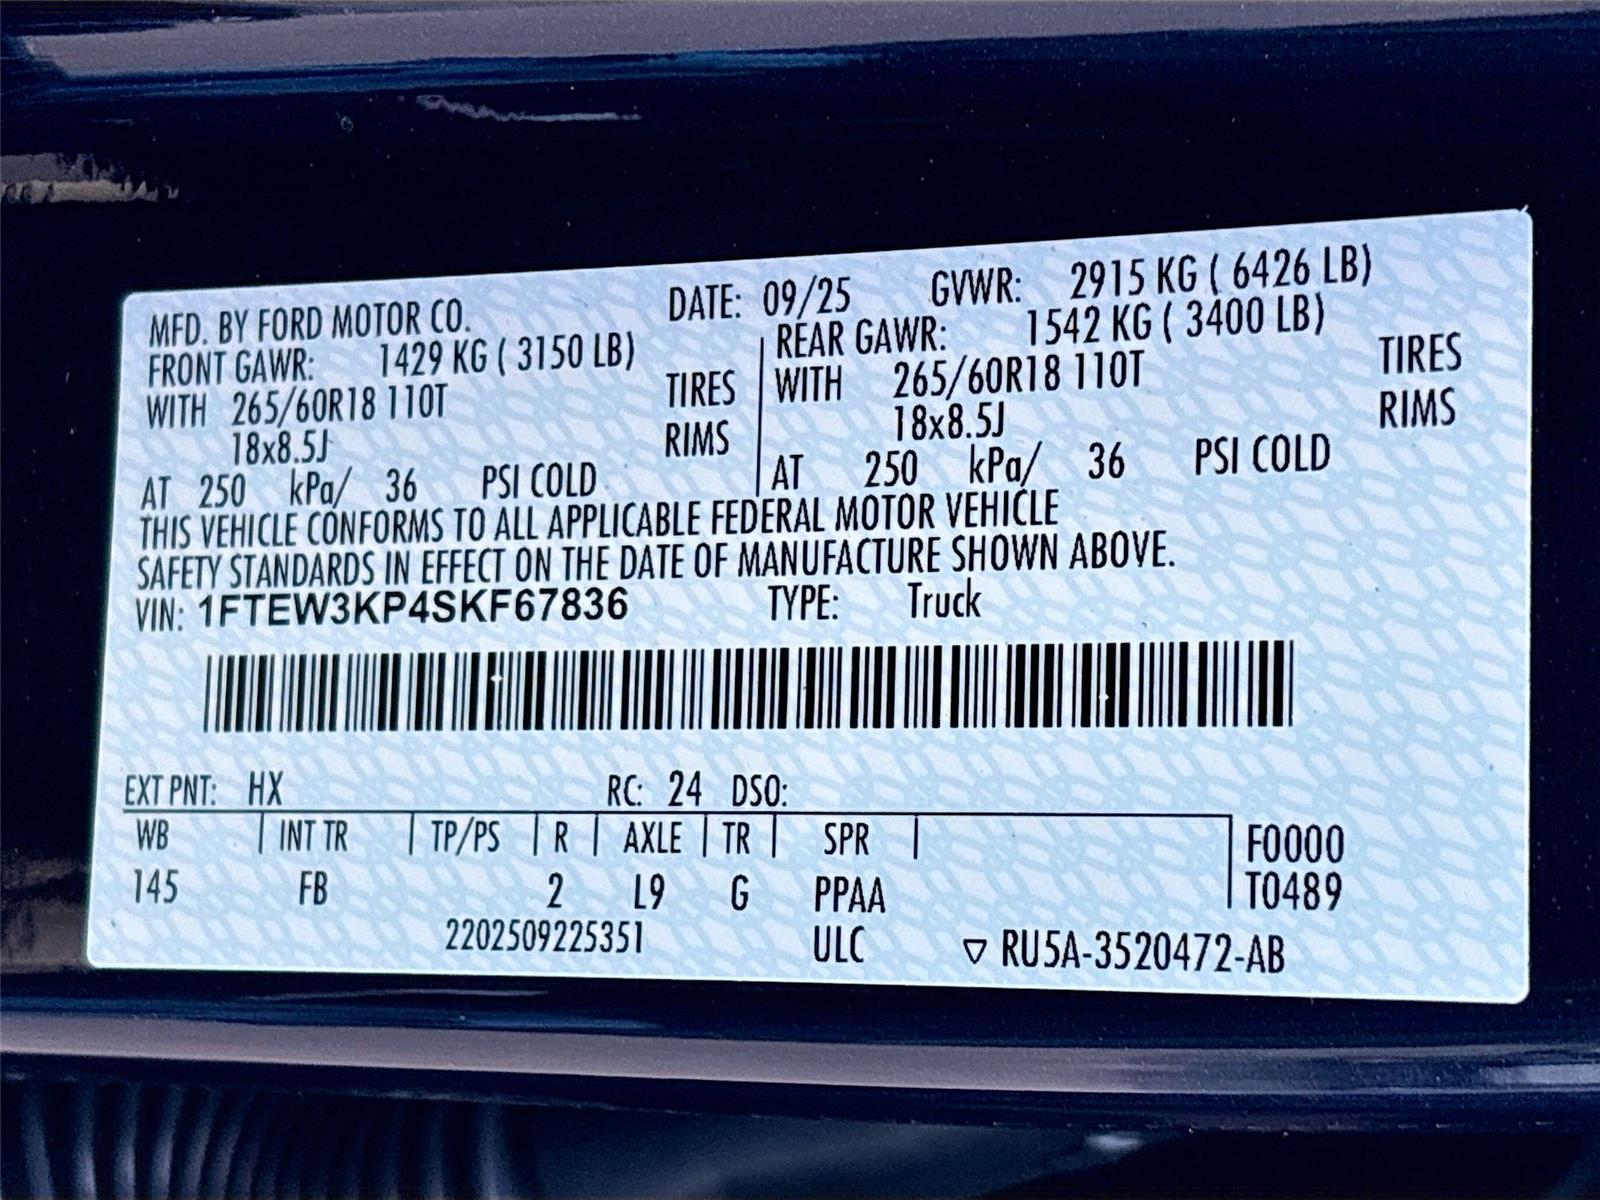 MFD. BY FORD MOTOR CO. DATE: 09/25 GVWR: 2915 KG ( 6426 LB)
FRONT GAWR: 1429 KG ( 3150 LB) REAR GAWR: 1542 KG ( 3400 LB)
WITH 265/60R18 110T TIRES WITH 265/60R18 110T TIRES
18x8.5J RIMS 18x8.5J RIMS
AT 250 kPa/ 36 PSI COLD AT 250 kPa/ 36 PSI COLD
THIS VEHICLE CONFORMS TO ALL APPLICABLE FEDERAL MOTOR VEHICLE
SAFETY STANDARDS IN EFFECT ON THE DATE OF MANUFACTURE SHOWN ABOVE.
VIN: 1FTEW3KP4SKF67836 TYPE: Truck
EXT PNT: HX RC: 24 DSO:
WB INT TR TP/PS R AXLE TR SPR F0000
145 FB 2 L9 G PPAA T0489
2202509225351 ULC ▽ RU5A-3520472-AB